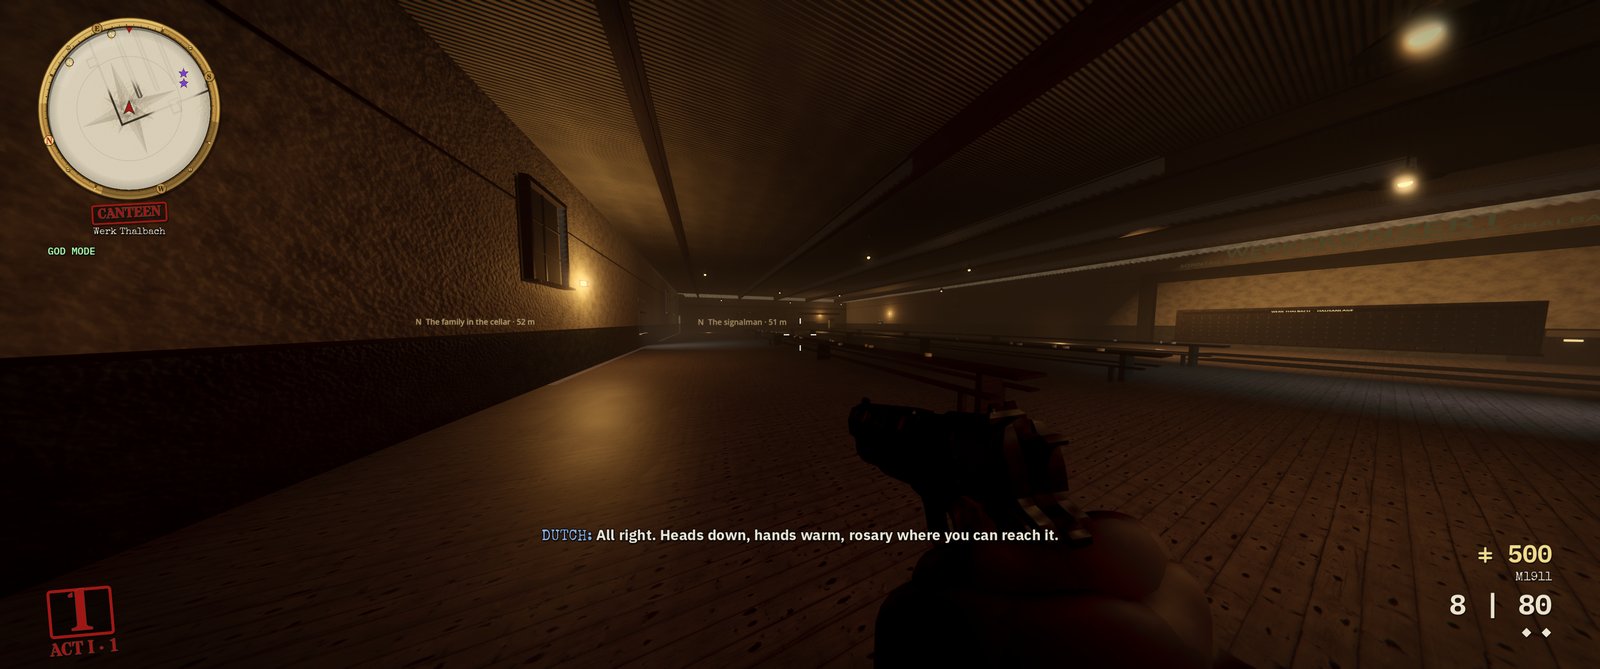 CANTEEN
Werk Thalbach
GOD MODE
N The family in the cellar · 52 m
N The signalman · 51 m
DUTCH: All right. Heads down, hands warm, rosary where you can reach it.
500
M1911
8 | 80
1
ACT I · 1